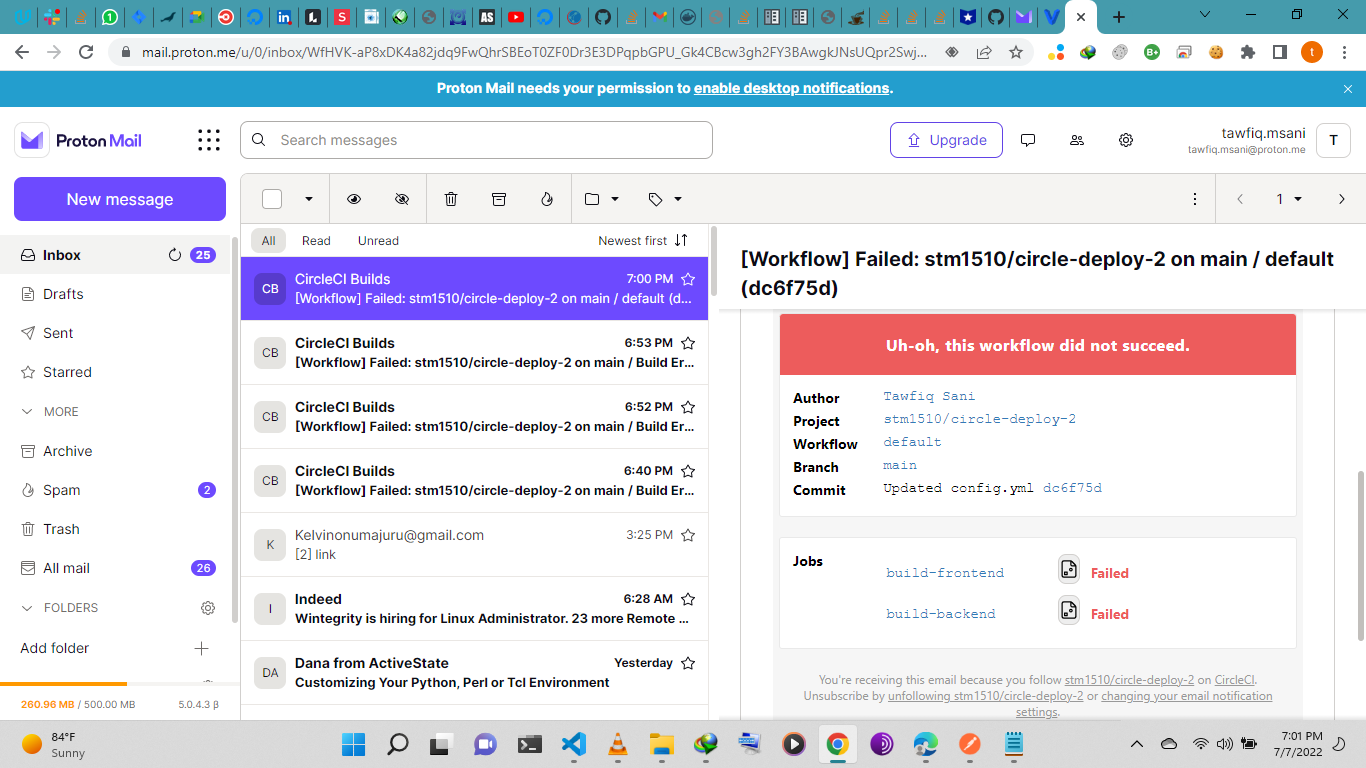 mail.proton.me/u/0/inbox/WfHVK-aP8xDK4a82jdq9FwQhrSBEoT0ZF0Dr3E3DPqpbGPU_Gk4CBcw3gh2FY3BAwgkJNsUQpr2Swj...
Proton Mail needs your permission to enable desktop notifications.
Proton Mail
Search messages
Upgrade
tawfiq.msani
tawfiq.msani@proton.me
T
New message
1
Inbox
25
Drafts
Sent
Starred
MORE
Archive
Spam
2
Trash
All mail
26
FOLDERS
Add folder
260.96 MB / 500.00 MB
5.0.4.3 β
All
Read
Unread
Newest first
CB
CircleCI Builds
7:00 PM
[Workflow] Failed: stm1510/circle-deploy-2 on main / default (d...
CB
CircleCI Builds
6:53 PM
[Workflow] Failed: stm1510/circle-deploy-2 on main / Build Er...
CB
CircleCI Builds
6:52 PM
[Workflow] Failed: stm1510/circle-deploy-2 on main / Build Er...
CB
CircleCI Builds
6:40 PM
[Workflow] Failed: stm1510/circle-deploy-2 on main / Build Er...
K
Kelvinonumajuru@gmail.com
3:25 PM
[2] link
I
Indeed
6:28 AM
Wintegrity is hiring for Linux Administrator. 23 more Remote ...
DA
Dana from ActiveState
Yesterday
Customizing Your Python, Perl or Tcl Environment
[Workflow] Failed: stm1510/circle-deploy-2 on main / default
(dc6f75d)
Uh-oh, this workflow did not succeed.
Author Tawfiq Sani
Project stm1510/circle-deploy-2
Workflow default
Branch main
Commit Updated config.yml dc6f75d
Jobs
build-frontend Failed
build-backend Failed
You're receiving this email because you follow stm1510/circle-deploy-2 on CircleCI.
Unsubscribe by unfollowing stm1510/circle-deploy-2 or changing your email notification
settings.
84°F
Sunny
7:01 PM
7/7/2022